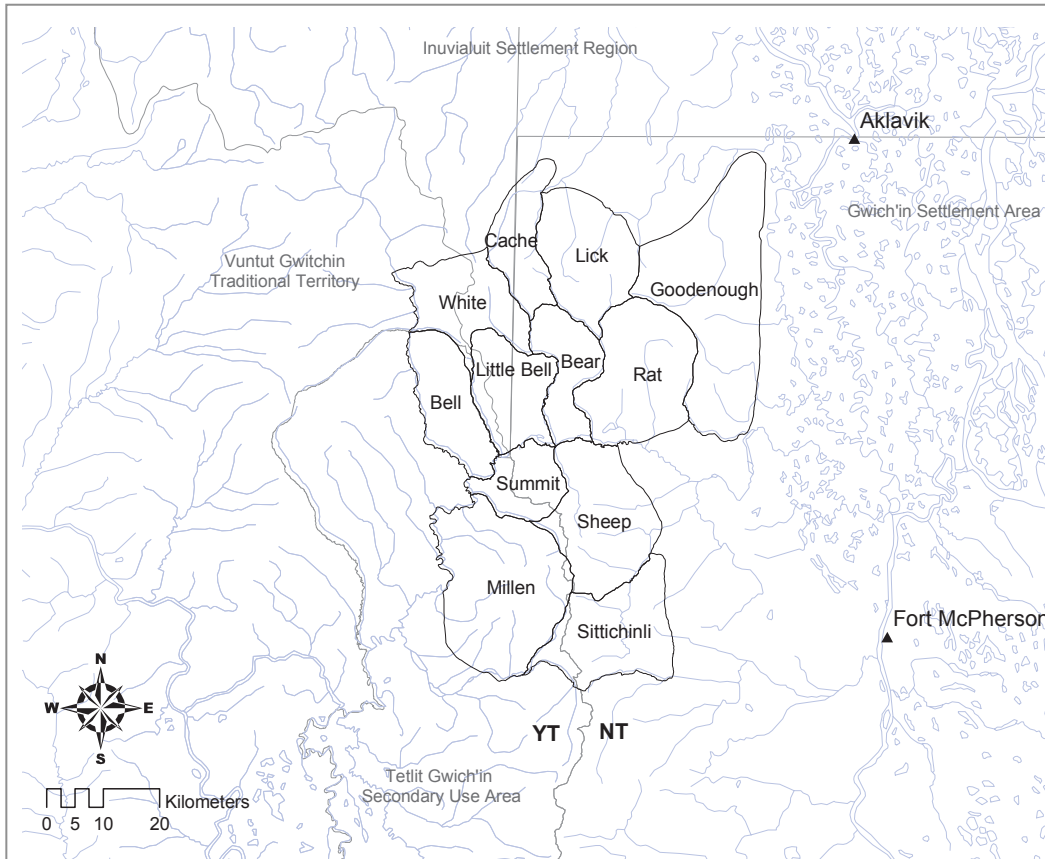 Inuvialuit Settlement Region
Aklavik
Gwich'in Settlement Area
Cache
Lick
Vuntut Gwitchin
Traditional Territory
Goodenough
White
Little Bell
Bear
Rat
Bell
Summit
Sheep
Millen
Sittichinli
Fort McPherson
N
W
E
S
YT
NT
Tetlit Gwich'in
Secondary Use Area
Kilometers
0 5 10 20